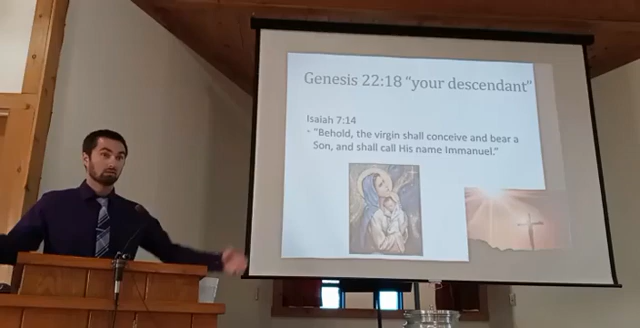 Genesis 22:18 "your descendant"
Isaiah 7:14
- "Behold, the virgin shall conceive and bear a
Son, and shall call His name Immanuel."